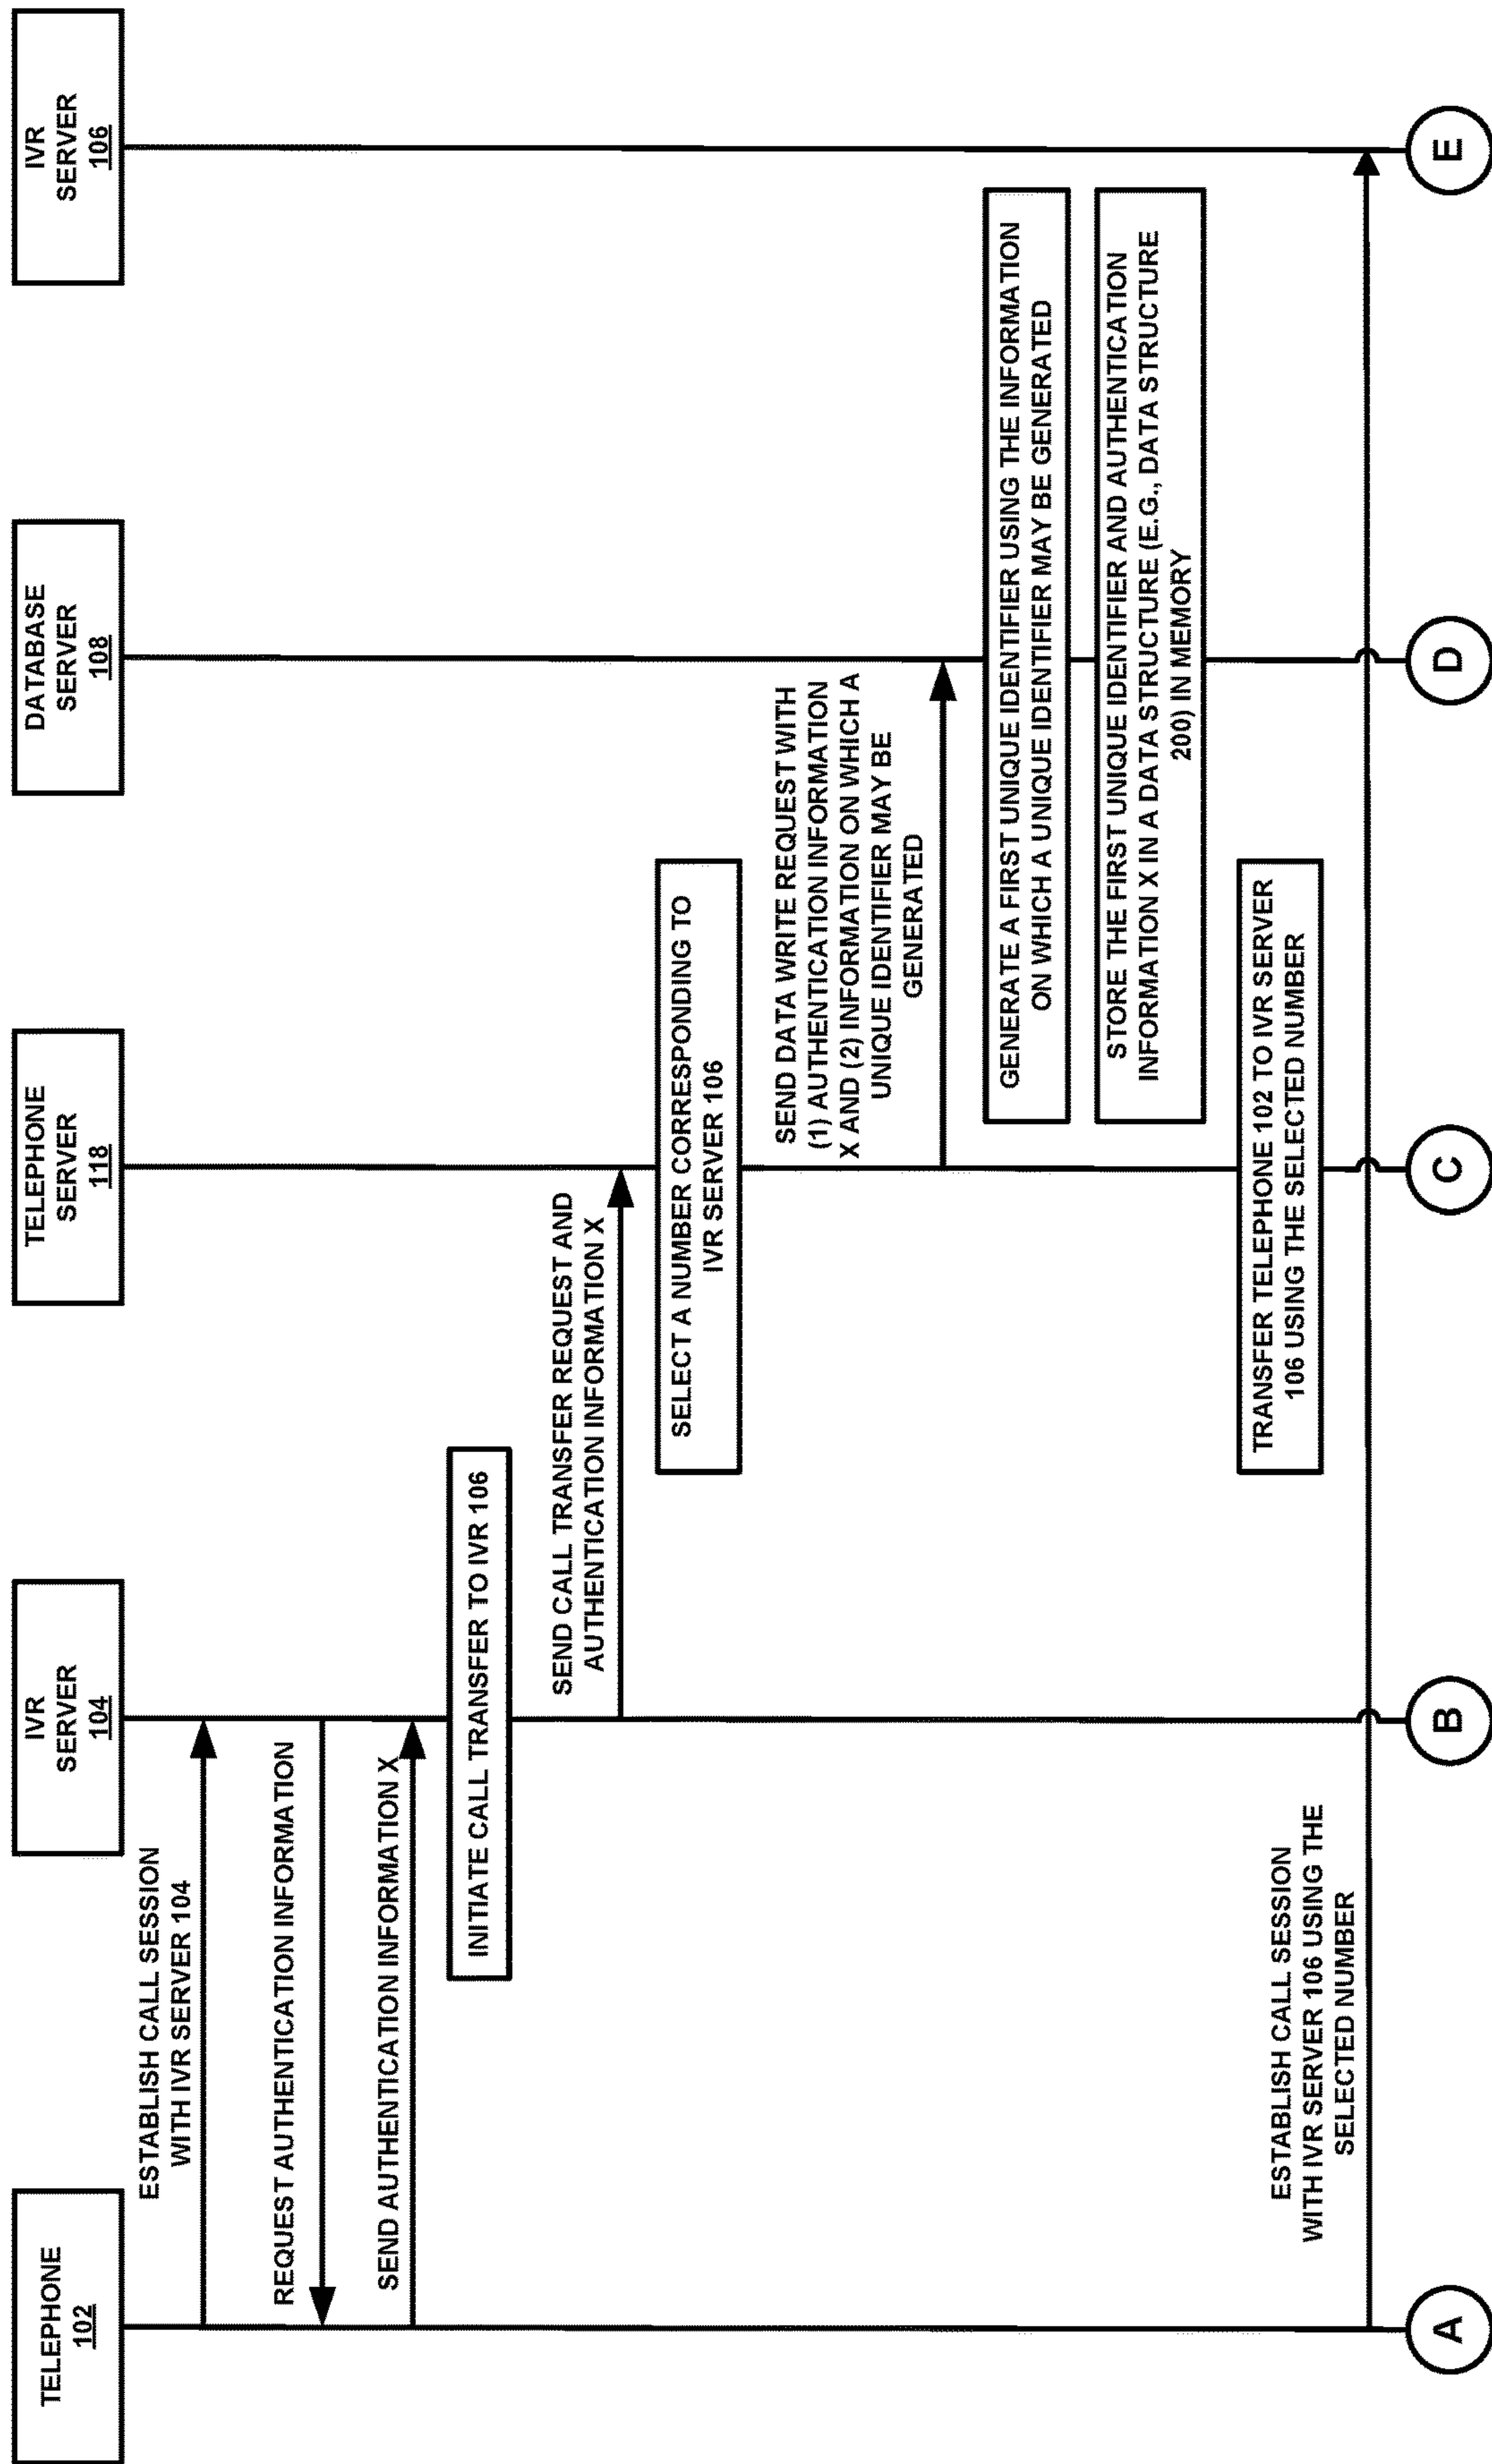 TELEPHONE
102
IVR
SERVER
104
TELEPHONE
SERVER
118
DATABASE
SERVER
108
IVR
SERVER
106
ESTABLISH CALL SESSION
WITH IVR SERVER 104
REQUEST AUTHENTICATION INFORMATION
SEND AUTHENTICATION INFORMATION X
INITIATE CALL TRANSFER TO IVR 106
SEND CALL TRANSFER REQUEST AND
AUTHENTICATION INFORMATION X
SELECT A NUMBER CORRESPONDING TO
IVR SERVER 106
SEND DATA WRITE REQUEST WITH
(1) AUTHENTICATION INFORMATION
X AND (2) INFORMATION ON WHICH A
UNIQUE IDENTIFIER MAY BE
GENERATED
GENERATE A FIRST UNIQUE IDENTIFIER USING THE INFORMATION
ON WHICH A UNIQUE IDENTIFIER MAY BE GENERATED
STORE THE FIRST UNIQUE IDENTIFIER AND AUTHENTICATION
INFORMATION X IN A DATA STRUCTURE (E.G., DATA STRUCTURE
200) IN MEMORY
TRANSFER TELEPHONE 102 TO IVR SERVER
106 USING THE SELECTED NUMBER
ESTABLISH CALL SESSION
WITH IVR SERVER 106 USING THE
SELECTED NUMBER
A
B
C
D
E